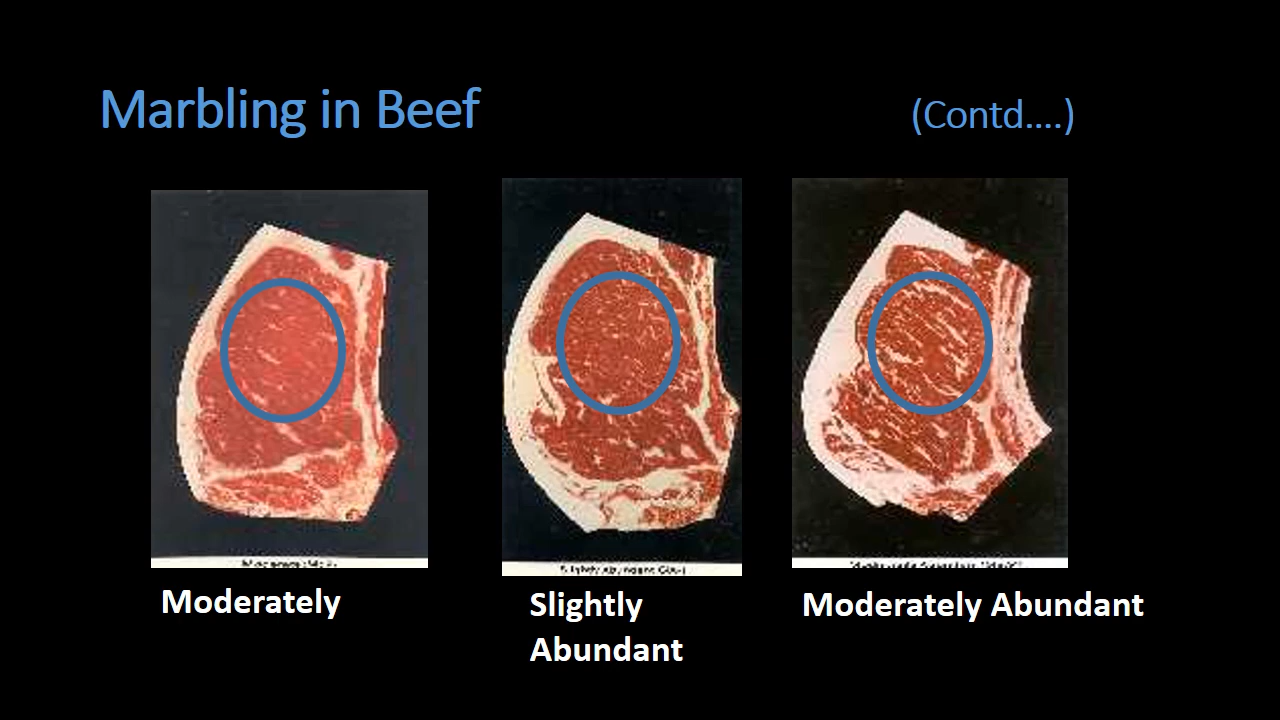 Marbling in Beef
(Contd....)
Moderately
Slightly
Abundant
Moderately Abundant